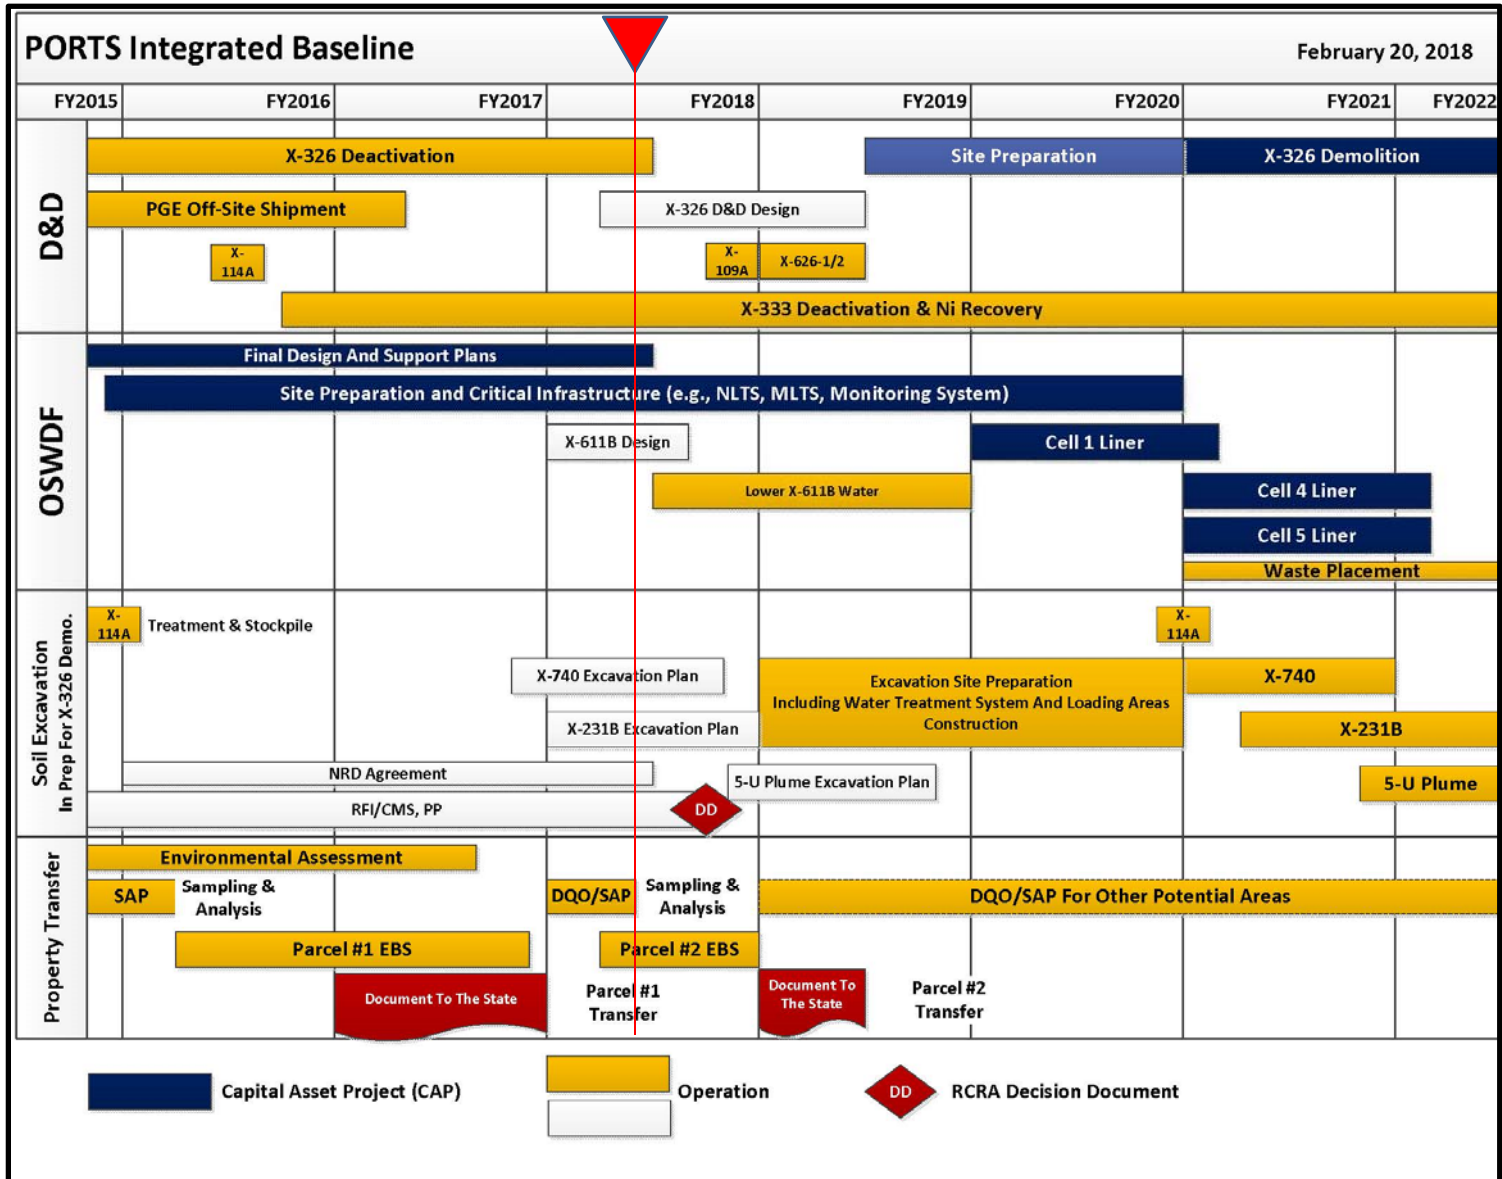 PORTS Integrated Baseline
February 20, 2018
FY2015 FY2016 FY2017 FY2018 FY2019 FY2020 FY2021 FY2022
D&D
X-326 Deactivation
Site Preparation
X-326 Demolition
PGE Off-Site Shipment
X-326 D&D Design
X-
114A
X-
109A
X-626-1/2
X-333 Deactivation & Ni Recovery
OSWDF
Final Design And Support Plans
Site Preparation and Critical Infrastructure (e.g., NLTS, MLTS, Monitoring System)
X-611B Design
Cell 1 Liner
Lower X-611B Water
Cell 4 Liner
Cell 5 Liner
Waste Placement
Soil Excavation
In Prep For X-326 Demo.
X-
114A
Treatment & Stockpile
X-
114A
X-740 Excavation Plan
Excavation Site Preparation
Including Water Treatment System And Loading Areas
Construction
X-740
X-231B Excavation Plan
X-231B
NRD Agreement
5-U Plume Excavation Plan
5-U Plume
RFI/CMS, PP
DD
Property Transfer
Environmental Assessment
SAP
Sampling &
Analysis
DQO/SAP
Sampling &
Analysis
DQO/SAP For Other Potential Areas
Parcel #1 EBS
Parcel #2 EBS
Document To The State
Parcel #1
Transfer
Document To
The State
Parcel #2
Transfer
Capital Asset Project (CAP)
Operation
DD
RCRA Decision Document